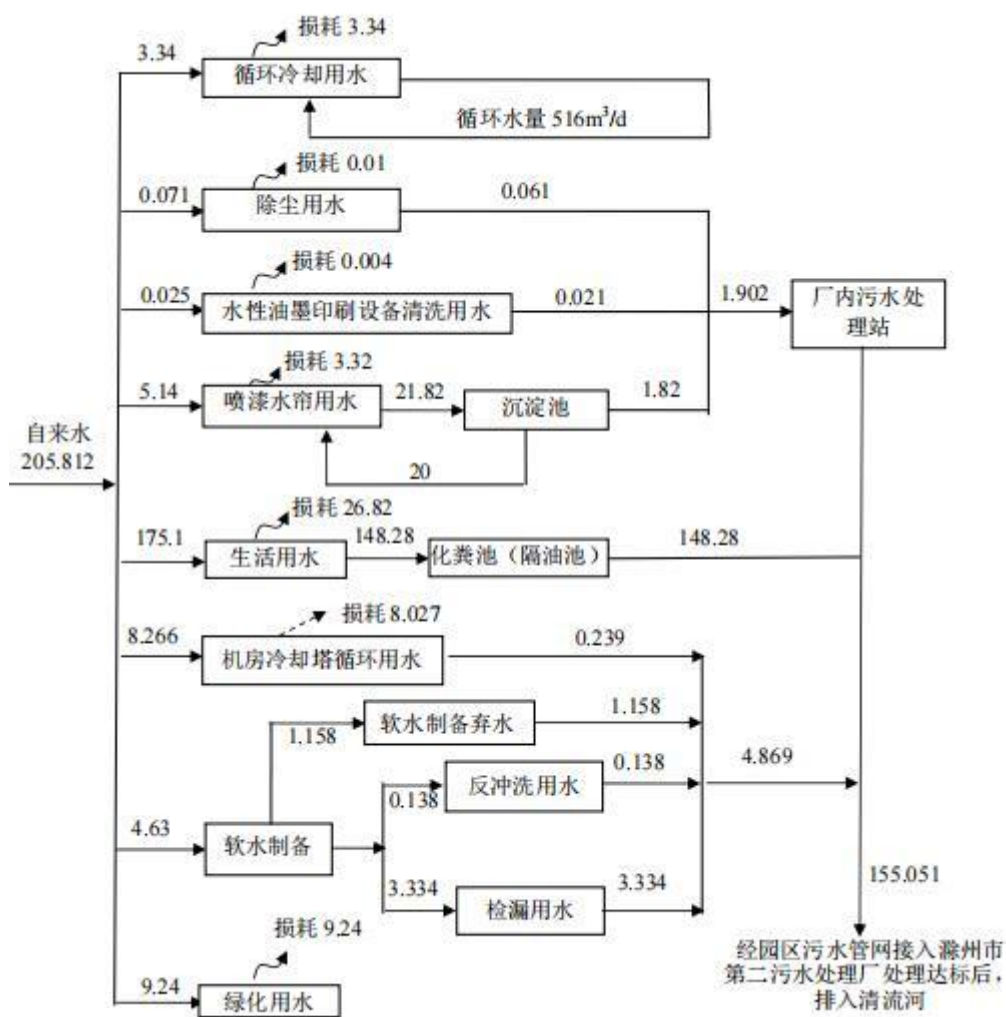 损耗 3.34
3.34
循环冷却用水
循环水量 516m³/d
损耗 0.01
0.071
除尘用水
0.061
损耗 0.004
0.025
水性油墨印刷设备清洗用水
0.021
1.902
厂内污水处
理站
损耗 3.32
5.14
喷漆水帘用水
21.82
沉淀池
1.82
20
自来水
205.812
损耗 26.82
175.1
生活用水
148.28
化粪池（隔油池）
148.28
损耗 8.027
8.266
机房冷却塔循环用水
0.239
1.158
软水制备弃水
1.158
4.869
0.138
反冲洗用水
0.138
4.63
软水制备
3.334
检漏用水
3.334
155.051
损耗 9.24
9.24
绿化用水
经园区污水管网接入滁州市
第二污水处理厂处理达标后，
排入清流河